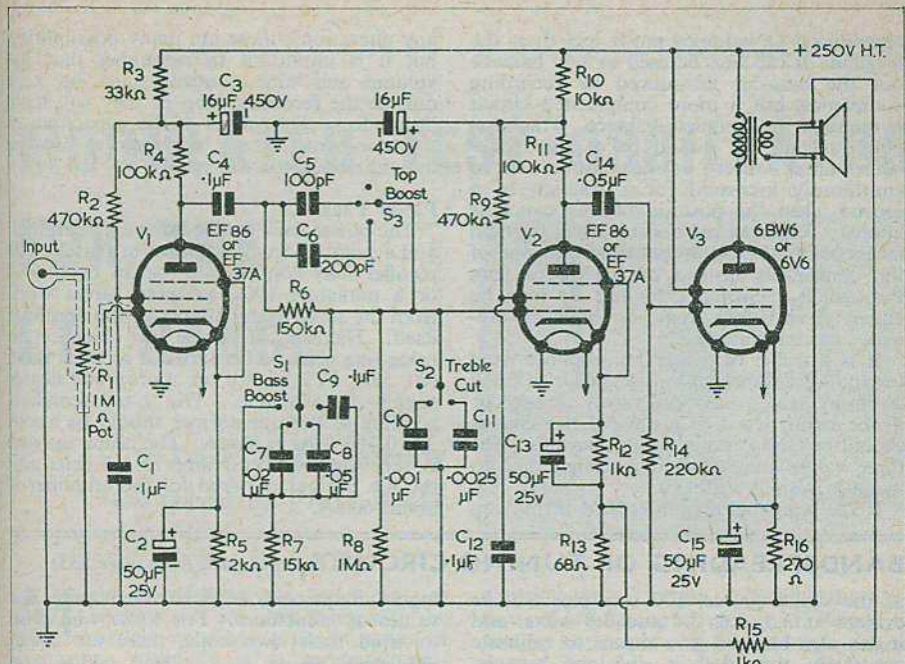 + 250V H.T.
R3
33kΩ
C3
16µF
450V
16µF
450V
R10
10kΩ
R4
100kΩ
C4
.1µF
C5
100pF
Top
Boost
S3
R11
100kΩ
C14
.05µF
R2
470kΩ
R9
470kΩ
Input
V1
EF86
or
EF
37A
C6
200pF
V2
EF86
or
EF
37A
V3
6BW6
or
6V6
R6
150kΩ
R1
1M
Ω
Pot
S1
Bass
Boost
C9
.1µF
S2
Treble
Cut
C7
.02
µF
C8
.05
µF
C10
.001
µF
C11
.0025
µF
C13
50µF
25v
R12
1kΩ
R14
220kΩ
C1
.1µF
C2
50µF
25V
R5
2kΩ
R7
15kΩ
R8
1MΩ
C12
.1µF
R13
68Ω
C15
50µF
25V
R16
270
Ω
R15
1kΩ